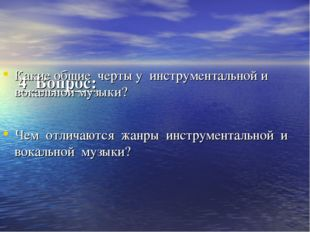 4 Вопрос:
• Какие общие черты у инструментальной и
вокальной музыки?
• Чем отличаются жанры инструментальной и
вокальной музыки?